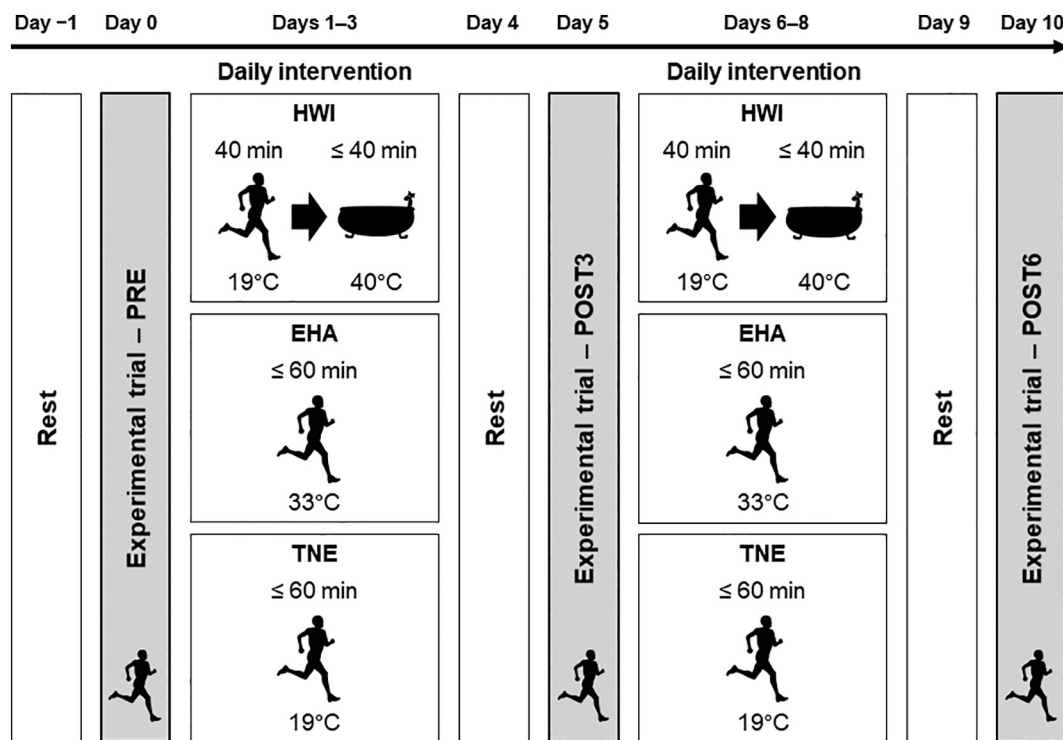 Day −1
Day 0
Days 1–3
Day 4
Day 5
Days 6–8
Day 9
Day 10
Daily intervention
Daily intervention
Rest
Experimental trial – PRE
HWI
40 min
≤ 40 min
19°C
40°C
EHA
≤ 60 min
33°C
TNE
≤ 60 min
19°C
Rest
Experimental trial – POST3
HWI
40 min
≤ 40 min
19°C
40°C
EHA
≤ 60 min
33°C
TNE
≤ 60 min
19°C
Rest
Experimental trial – POST6